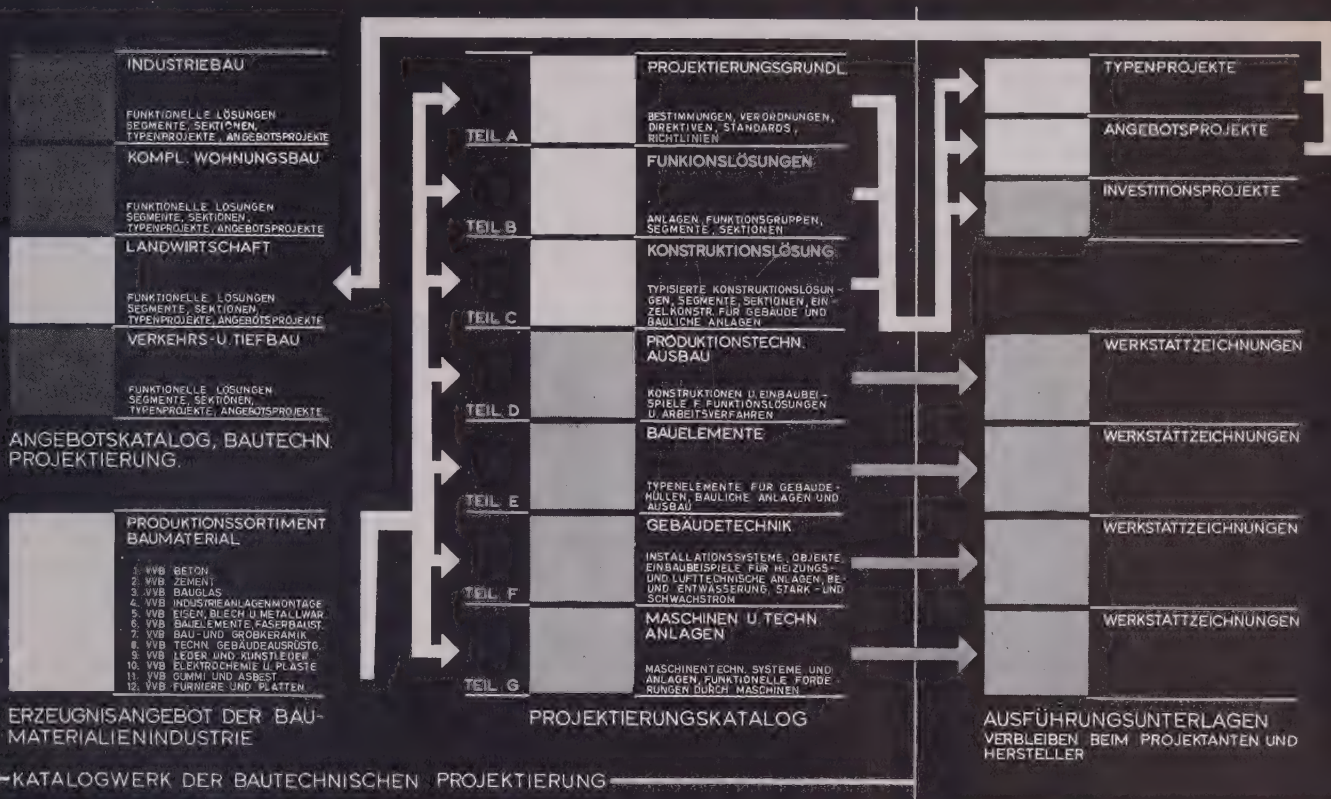 INDUSTRIEBAU
FUNKTIONELLE LÖSUNGEN
SEGMENTE, SEKTIONEN,
TYPENPROJEKTE, ANGEBOTSPROJEKTE
KOMPL. WOHNUNGSBAU
FUNKTIONELLE LÖSUNGEN
SEGMENTE, SEKTIONEN,
TYPENPROJEKTE, ANGEBOTSPROJEKTE
LANDWIRTSCHAFT
FUNKTIONELLE LÖSUNGEN
SEGMENTE, SEKTIONEN,
TYPENPROJEKTE, ANGEBOTSPROJEKTE
VERKEHRS- U. TIEFBAU
FUNKTIONELLE LÖSUNGEN
SEGMENTE, SEKTIONEN,
TYPENPROJEKTE, ANGEBOTSPROJEKTE
ANGEBOTSKATALOG, BAUTECHN.
PROJEKTIERUNG.
PRODUKTIONSSORTIMENT
BAUMATERIAL
1. VVB BETON
2. VVB ZEMENT
3. VVB BAUGLAS
4. VVB INDUSTRIEANLAGENMONTAGE
5. VVB EISEN, BLECH U. METALLWAR.
6. VVB BAUELEMENTE, FASERBAUST.
7. VVB BAU- UND GROBKERAMIK
8. VVB TECHN. GEBÄUDEAUSRÜSTG.
9. VVB LEDER UND KUNSTLEDER
10. VVB ELEKTROCHEMIE U. PLASTE
11. VVB GUMMI UND ASBEST
12. VVB FURNIERE UND PLATTEN
ERZEUGNISANGEBOT DER BAU-
MATERIALIENINDUSTRIE
TEIL A
PROJEKTIERUNGSGRUNDL.
BESTIMMUNGEN, VERORDNUNGEN,
DIREKTIVEN, STANDARDS,
RICHTLINIEN
TEIL B
FUNKIONSLÖSUNGEN
ANLAGEN, FUNKTIONSGRUPPEN,
SEGMENTE, SEKTIONEN
TEIL C
KONSTRUKTIONSLÖSUNG
TYPISIERTE KONSTRUKTIONSLÖSUN-
GEN, SEGMENTE, SEKTIONEN, EIN-
ZELKONSTR. FÜR GEBÄUDE UND
BAULICHE ANLAGEN
TEIL D
PRODUKTIONSTECHN.
AUSBAU
KONSTRUKTIONEN U. EINBAUBEI-
SPIELE F. FUNKTIONSLÖSUNGEN
U. ARBEITSVERFAHREN
TEIL E
BAUELEMENTE
TYPENELEMENTE FÜR GEBÄUDE-
HÜLLEN, BAULICHE ANLAGEN UND
AUSBAU
TEIL F
GEBÄUDETECHNIK
INSTALLATIONSSYSTEME, OBJEKTE
EINBAUBEISPIELE FÜR HEIZUNGS-
UND LUFTTECHNISCHE ANLAGEN, BE-
UND ENTWÄSSERUNG, STARK- UND
SCHWACHSTROM
TEIL G
MASCHINEN U. TECHN.
ANLAGEN
MASCHINENTECHN. SYSTEME UND
ANLAGEN, FUNKTIONELLE FORDE-
RUNGEN DURCH MASCHINEN
PROJEKTIERUNGSKATALOG
TYPENPROJEKTE
ANGEBOTSPROJEKTE
INVESTITIONSPROJEKTE
WERKSTATTZEICHNUNGEN
WERKSTATTZEICHNUNGEN
WERKSTATTZEICHNUNGEN
WERKSTATTZEICHNUNGEN
AUSFÜHRUNGSUNTERLAGEN
VERBLEIBEN BEIM PROJEKTANTEN UND
HERSTELLER
KATALOGWERK DER BAUTECHNISCHEN PROJEKTIERUNG